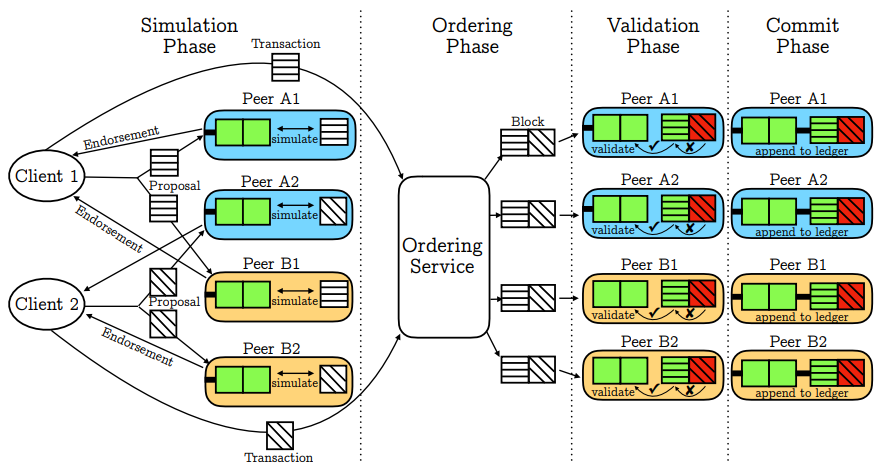 Simulation
Phase
Ordering
Phase
Validation
Phase
Commit
Phase
Transaction
Peer A1
Endorsement
simulate
Client 1
Proposal
Peer A2
simulate
Endorsement
Peer B1
simulate
Client 2
Proposal
Endorsement
Peer B2
simulate
Transaction
Ordering
Service
Block
Peer A1
validate
Peer A2
validate
Peer B1
validate
Peer B2
validate
Peer A1
append to ledger
Peer A2
append to ledger
Peer B1
append to ledger
Peer B2
append to ledger